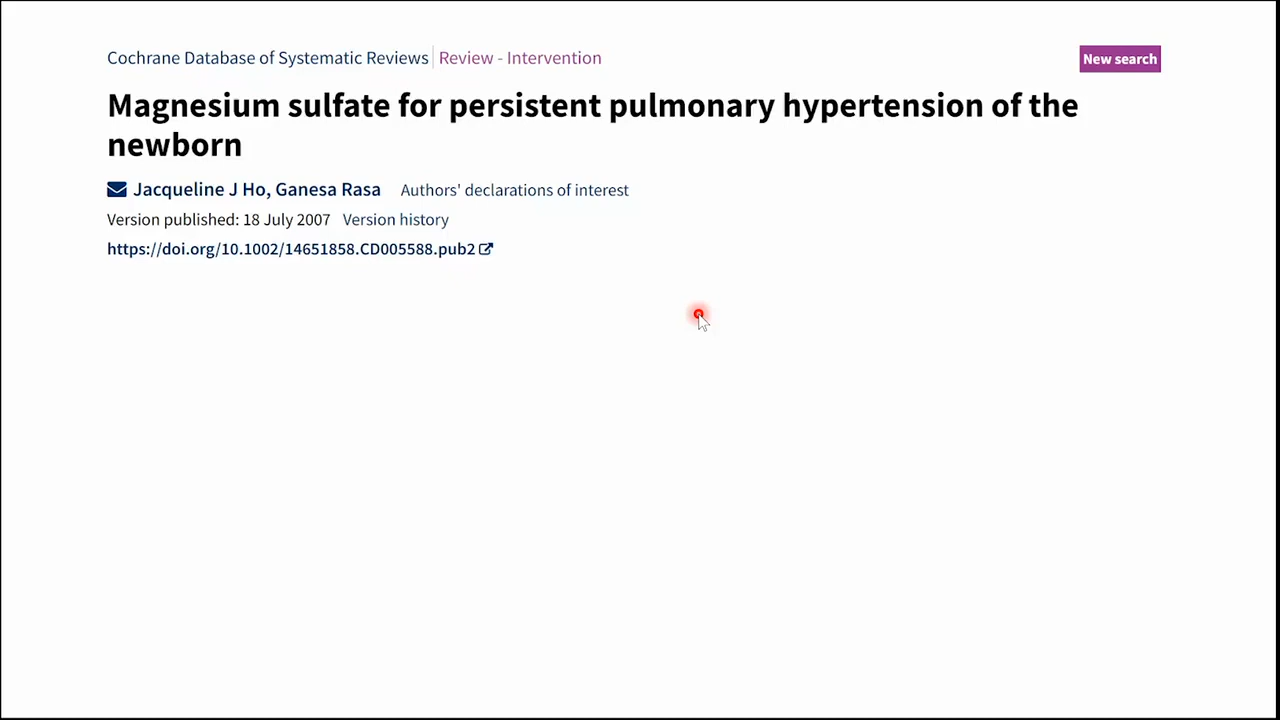 Cochrane Database of Systematic Reviews | Review - Intervention
New search
Magnesium sulfate for persistent pulmonary hypertension of the
newborn
Jacqueline J Ho, Ganesa Rasa Authors' declarations of interest
Version published: 18 July 2007 Version history
https://doi.org/10.1002/14651858.CD005588.pub2